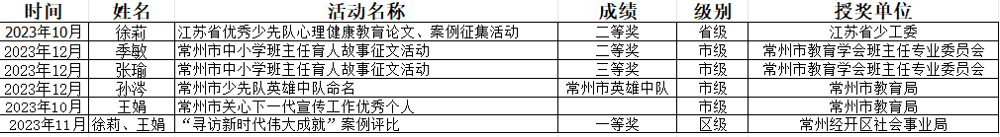 时间 姓名 活动名称 成绩 级别 授奖单位
2023年10月 徐莉 江苏省优秀少先队心理健康教育论文、案例征集活动 二等奖 省级 江苏省少工委
2023年12月 季敏 常州市中小学班主任育人故事征文活动 二等奖 市级 常州市教育学会班主任专业委员会
2023年12月 张瑜 常州市中小学班主任育人故事征文活动 三等奖 市级 常州市教育学会班主任专业委员会
2023年12月 孙涔 常州市少先队英雄中队命名 常州市英雄中队 市级 常州市教育局
2023年10月 王娟 常州市关心下一代宣传工作优秀个人 市级 常州市教育局
2023年11月 徐莉、王娟 “寻访新时代伟大成就”案例评比 一等奖 区级 常州经开区社会事业局